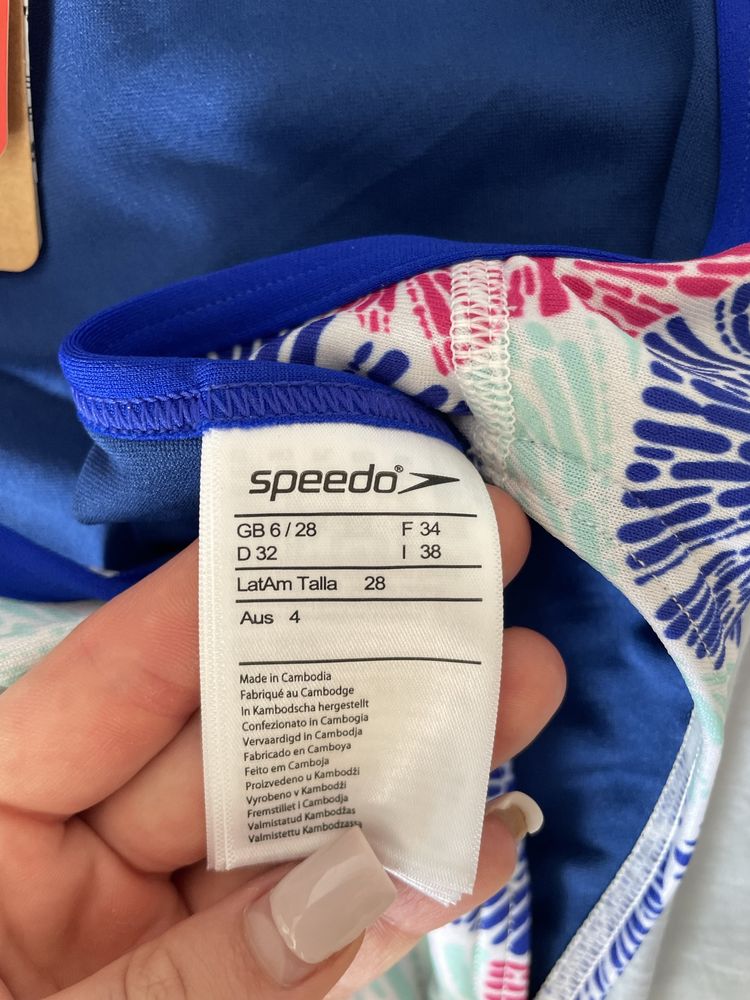 speedo®
GB 6 / 28 F 34
D 32 I 38
LatAm Talla 28
Aus 4
Made in Cambodia
Fabriqué au Cambodge
In Kambodscha hergestellt
Confezionato in Cambogia
Vervaardigd in Cambodja
Fabricado en Camboya
Feito em Camboja
Proizvedeno u Kambodži
Vyrobeno v Kambodži
Fremstillet i Cambodja
Valmistatud Kambodžas
Valmistettu Kambodzassa